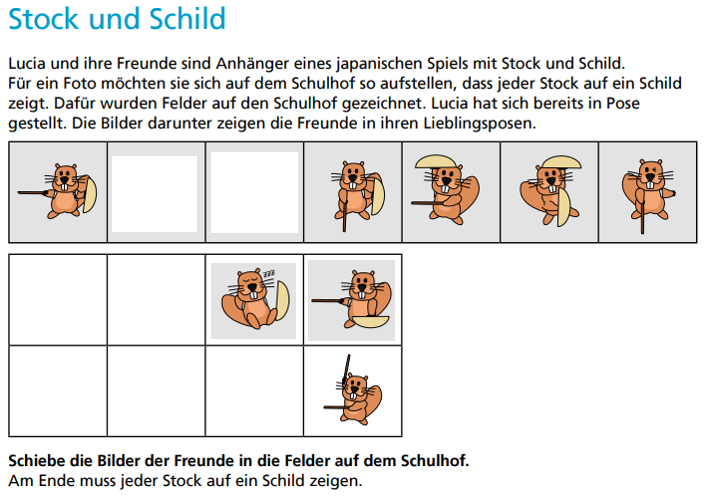 Stock und Schild
Lucia und ihre Freunde sind Anhänger eines japanischen Spiels mit Stock und Schild.
Für ein Foto möchten sie sich auf dem Schulhof so aufstellen, dass jeder Stock auf ein Schild
zeigt. Dafür wurden Felder auf den Schulhof gezeichnet. Lucia hat sich bereits in Pose
gestellt. Die Bilder darunter zeigen die Freunde in ihren Lieblingsposen.
zzz
Schiebe die Bilder der Freunde in die Felder auf dem Schulhof.
Am Ende muss jeder Stock auf ein Schild zeigen.